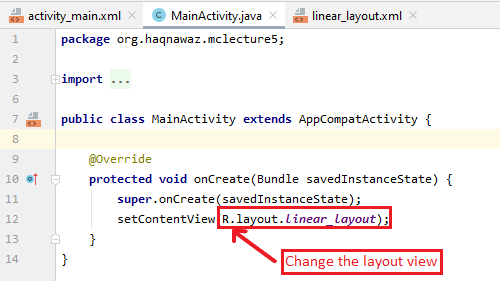 activity_main.xml × MainActivity.java × linear_layout.xml ×
1 package org.haqnawaz.mclecture5;
2
3 import ...
6
7 public class MainActivity extends AppCompatActivity {
8
9 @Override
10 protected void onCreate(Bundle savedInstanceState) {
11 super.onCreate(savedInstanceState);
12 setContentView(R.layout.linear_layout);
13 }
14 }
Change the layout view